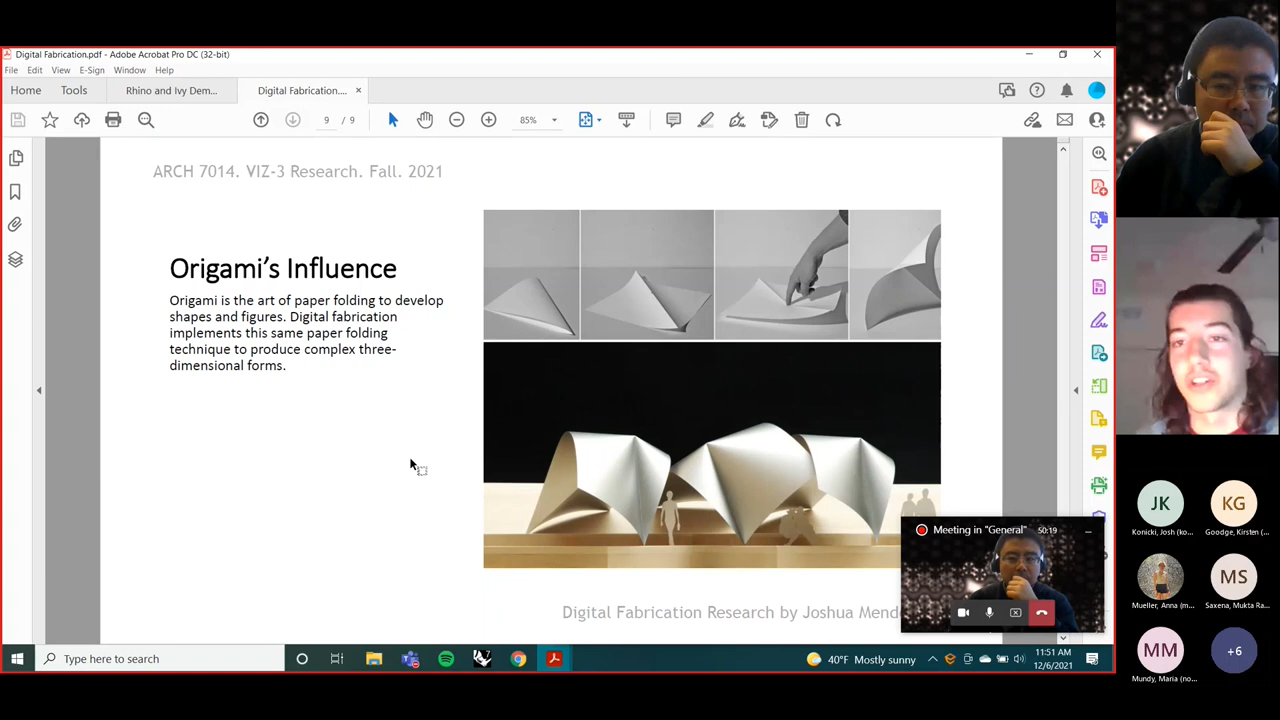 Digital Fabrication.pdf - Adobe Acrobat Pro DC (32-bit)
File Edit View E-Sign Window Help
Home Tools Rhino and Ivy Dem... Digital Fabrication....
9 / 9 85%
ARCH 7014. VIZ-3 Research. Fall. 2021
Origami's Influence
Origami is the art of paper folding to develop
shapes and figures. Digital fabrication
implements this same paper folding
technique to produce complex three-
dimensional forms.
Digital Fabrication Research by Joshua Mend
Meeting in "General" 50:19
JK
KG
Konicki, Josh (ko...
Goodge, Kirsten (...
MS
Mueller, Anna (m...
Saxena, Mukta Ra...
MM
+6
Mundy, Maria (no...
Type here to search
40°F Mostly sunny
11:51 AM
12/6/2021